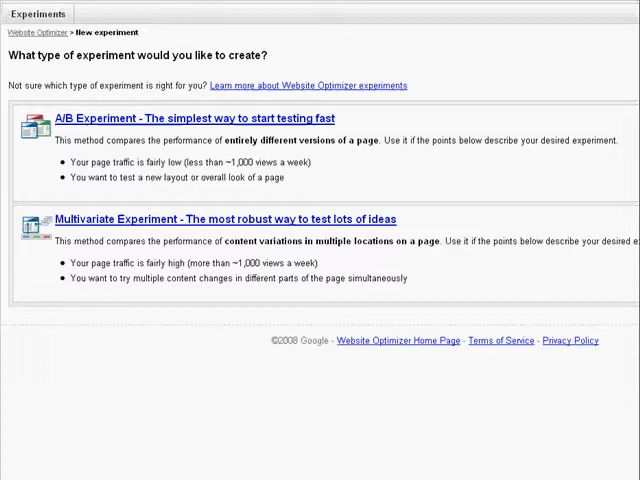 Experiments
Website Optimizer > New experiment
What type of experiment would you like to create?
Not sure which type of experiment is right for you? Learn more about Website Optimizer experiments
A/B Experiment - The simplest way to start testing fast
This method compares the performance of entirely different versions of a page. Use it if the points below describe your desired experiment.
• Your page traffic is fairly low (less than ~1,000 views a week)
• You want to test a new layout or overall look of a page
Multivariate Experiment - The most robust way to test lots of ideas
This method compares the performance of content variations in multiple locations on a page. Use it if the points below describe your desired e
• Your page traffic is fairly high (more than ~1,000 views a week)
• You want to try multiple content changes in different parts of the page simultaneously
©2008 Google - Website Optimizer Home Page - Terms of Service - Privacy Policy